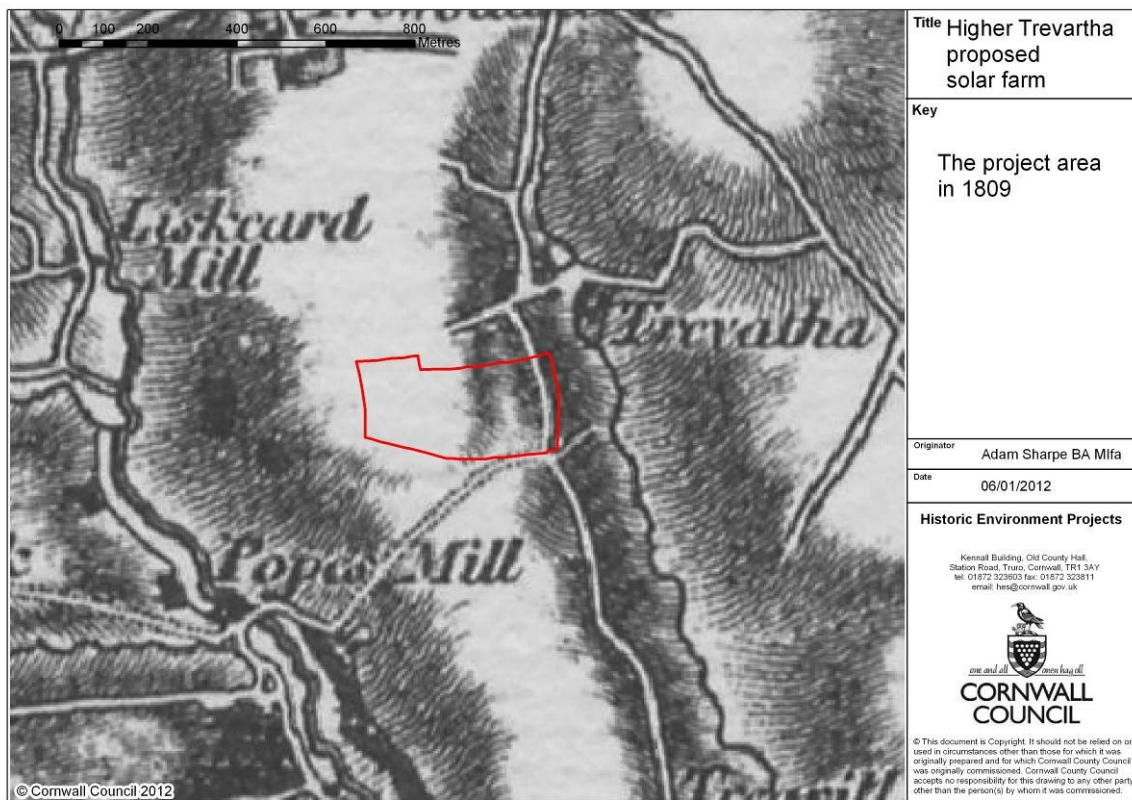 0 100 200 400 600 800
Metres
Liskeard
Mill
Trevatha
Popes Mill
© Cornwall Council 2012
Title Higher Trevartha
proposed
solar farm
Key
The project area
in 1809
Originator
Adam Sharpe BA MIfa
Date
06/01/2012
Historic Environment Projects
Kennall Building, Old County Hall,
Station Road, Truro, Cornwall, TR1 3AY
tel: 01872 323603 fax: 01872 323811
email: hes@cornwall.gov.uk
one and all onen hag oll
CORNWALL
COUNCIL
© This document is Copyright. It should not be relied on or
used in circumstances other than those for which it was
originally prepared and for which Cornwall County Council
was originally commissioned. Cornwall County Council
accepts no responsibility for this drawing to any other party
other than the person(s) by whom it was commissioned.